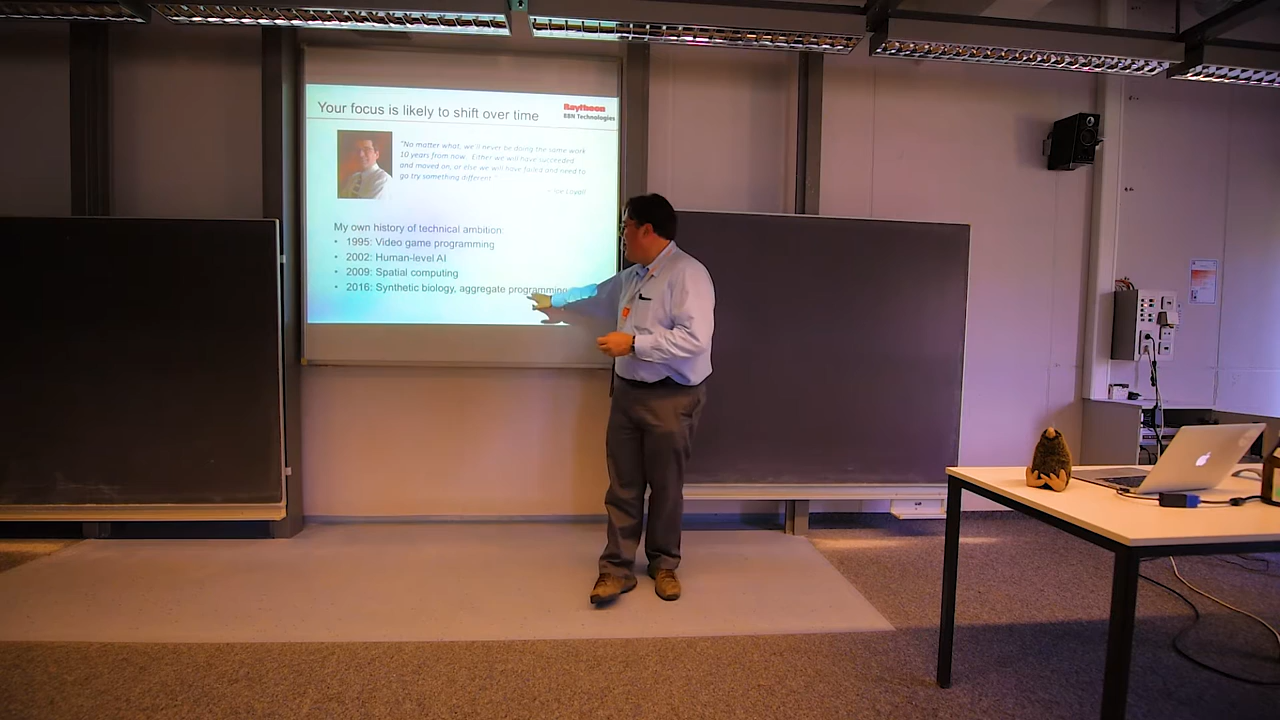 Your focus is likely to shift over time
Raytheon
BBN Technologies
"No matter what, we'll never be doing the same work
10 years from now. Either we will have succeeded
and moved on, or else we will have failed and need to
go try something different."
Loyall
My own history of technical ambition:
• 1995: Video game programming
• 2002: Human-level AI
• 2009: Spatial computing
• 2016: Synthetic biology, aggregate programming